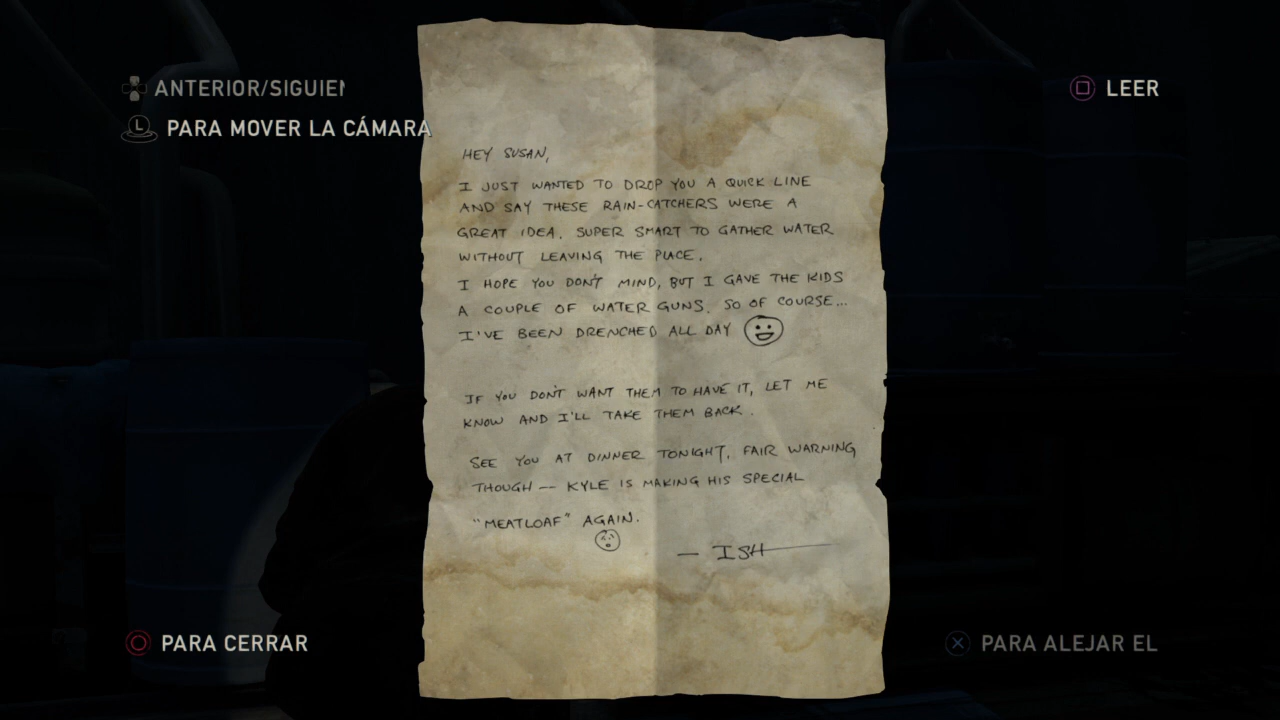 ANTERIOR/SIGUIEN
L PARA MOVER LA CÁMARA
LEER
HEY SUSAN,
I JUST WANTED TO DROP YOU A QUICK LINE
AND SAY THESE RAIN-CATCHERS WERE A
GREAT IDEA. SUPER SMART TO GATHER WATER
WITHOUT LEAVING THE PLACE.
I HOPE YOU DON'T MIND, BUT I GAVE THE KIDS
A COUPLE OF WATER GUNS. SO OF COURSE...
I'VE BEEN DRENCHED ALL DAY
IF YOU DON'T WANT THEM TO HAVE IT, LET ME
KNOW AND I'LL TAKE THEM BACK.
SEE YOU AT DINNER TONIGHT. FAIR WARNING
THOUGH -- KYLE IS MAKING HIS SPECIAL
"MEATLOAF" AGAIN.
— ISH
PARA CERRAR
PARA ALEJAR EL